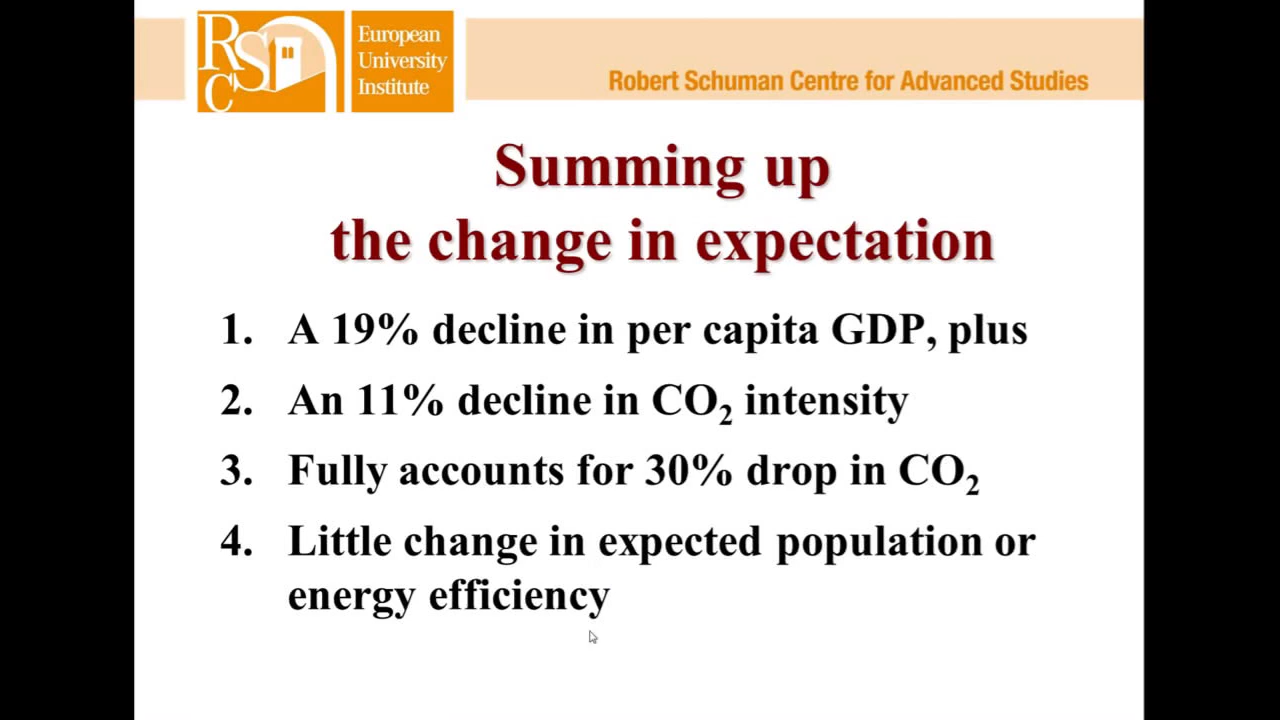 RSC
European
University
Institute
Robert Schuman Centre for Advanced Studies
Summing up
the change in expectation
1. A 19% decline in per capita GDP, plus
2. An 11% decline in CO₂ intensity
3. Fully accounts for 30% drop in CO₂
4. Little change in expected population or
energy efficiency